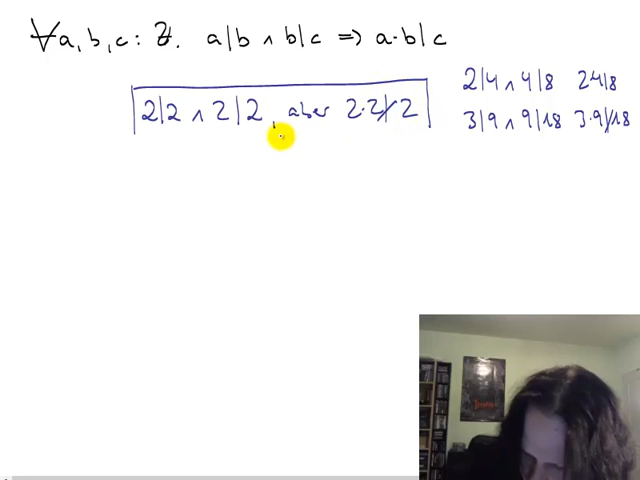 ∀a, b, c : ℤ. a|b ∧ b|c ⇒ a·b|c
2|4 ∧ 4|8 2·4|8
2|2 ∧ 2|2, aber 2·2∤2
3|9 ∧ 9|18 3·9∤18